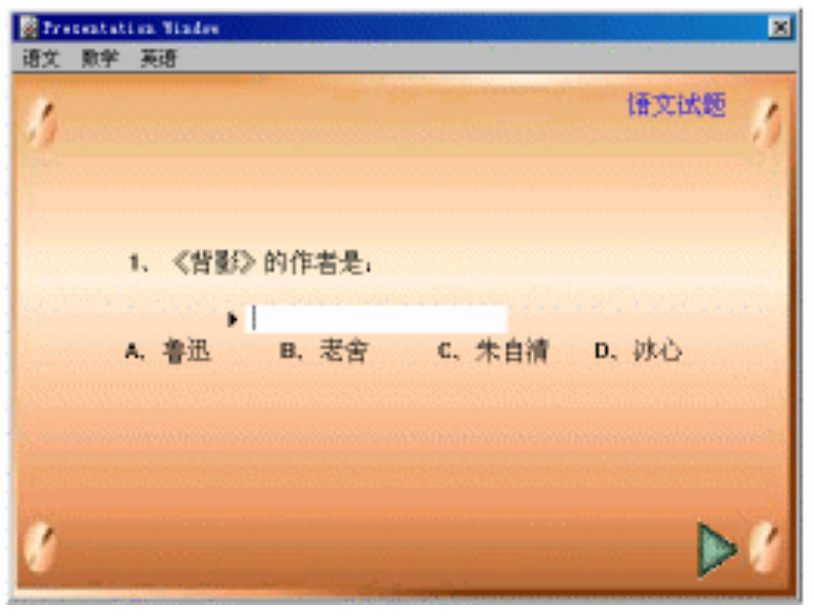 Presentation Window
语文 数学 英语
语文试题
1、《背影》的作者是：
A、鲁迅 B、老舍 C、朱自清 D、冰心